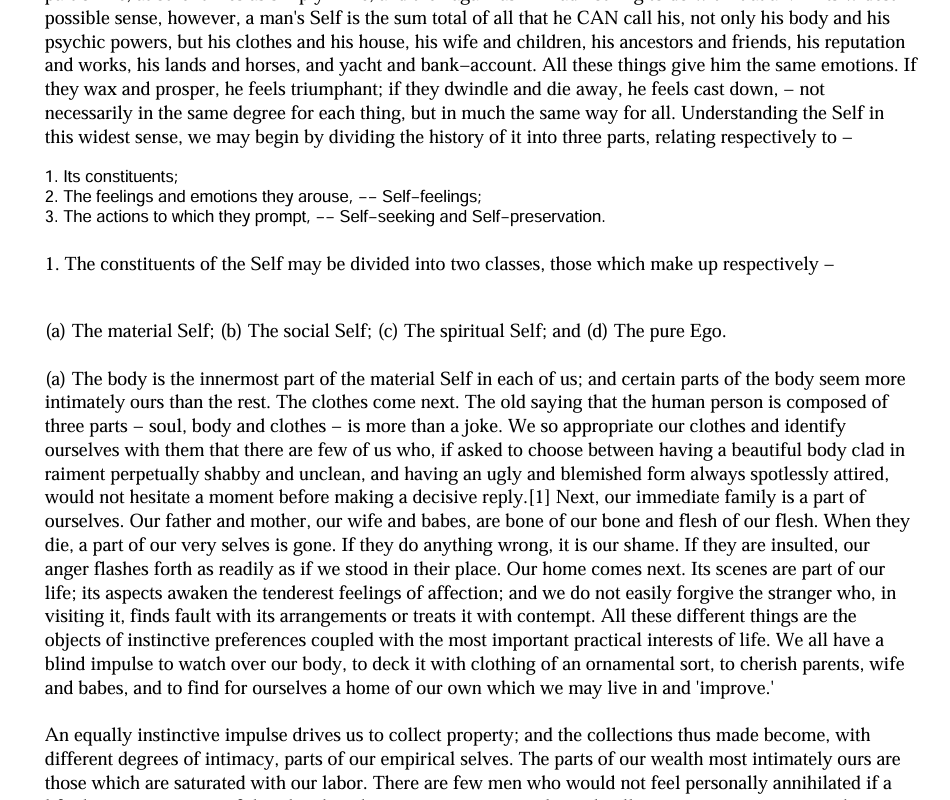 possible sense, however, a man's Self is the sum total of all that he CAN call his, not only his body and his
psychic powers, but his clothes and his house, his wife and children, his ancestors and friends, his reputation
and works, his lands and horses, and yacht and bank−account. All these things give him the same emotions. If
they wax and prosper, he feels triumphant; if they dwindle and die away, he feels cast down, − not
necessarily in the same degree for each thing, but in much the same way for all. Understanding the Self in
this widest sense, we may begin by dividing the history of it into three parts, relating respectively to −
1. Its constituents;
2. The feelings and emotions they arouse, −− Self−feelings;
3. The actions to which they prompt, −− Self−seeking and Self−preservation.
1. The constituents of the Self may be divided into two classes, those which make up respectively −
(a) The material Self; (b) The social Self; (c) The spiritual Self; and (d) The pure Ego.
(a) The body is the innermost part of the material Self in each of us; and certain parts of the body seem more
intimately ours than the rest. The clothes come next. The old saying that the human person is composed of
three parts − soul, body and clothes − is more than a joke. We so appropriate our clothes and identify
ourselves with them that there are few of us who, if asked to choose between having a beautiful body clad in
raiment perpetually shabby and unclean, and having an ugly and blemished form always spotlessly attired,
would not hesitate a moment before making a decisive reply.[1] Next, our immediate family is a part of
ourselves. Our father and mother, our wife and babes, are bone of our bone and flesh of our flesh. When they
die, a part of our very selves is gone. If they do anything wrong, it is our shame. If they are insulted, our
anger flashes forth as readily as if we stood in their place. Our home comes next. Its scenes are part of our
life; its aspects awaken the tenderest feelings of affection; and we do not easily forgive the stranger who, in
visiting it, finds fault with its arrangements or treats it with contempt. All these different things are the
objects of instinctive preferences coupled with the most important practical interests of life. We all have a
blind impulse to watch over our body, to deck it with clothing of an ornamental sort, to cherish parents, wife
and babes, and to find for ourselves a home of our own which we may live in and 'improve.'
An equally instinctive impulse drives us to collect property; and the collections thus made become, with
different degrees of intimacy, parts of our empirical selves. The parts of our wealth most intimately ours are
those which are saturated with our labor. There are few men who would not feel personally annihilated if a